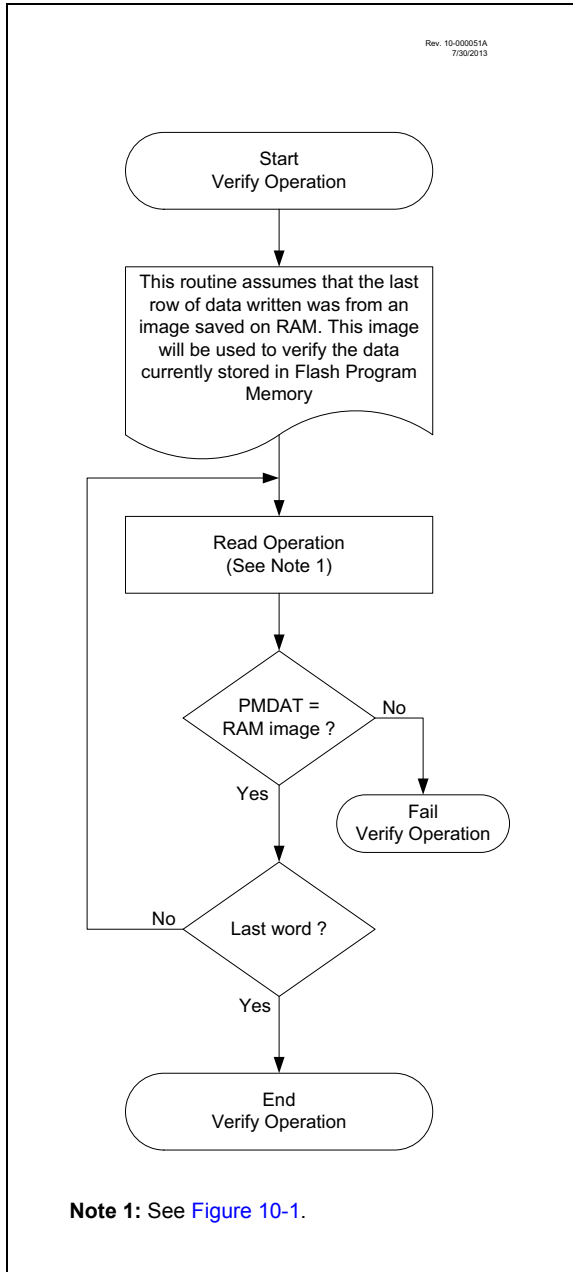 Rev. 10-000051A
7/30/2013
Start
Verify Operation
This routine assumes that the last
row of data written was from an
image saved on RAM. This image
will be used to verify the data
currently stored in Flash Program
Memory
Read Operation
(See Note 1)
PMDAT =
RAM image ?
No
Yes
Fail
Verify Operation
No
Last word ?
Yes
End
Verify Operation
Note 1: See Figure 10-1.